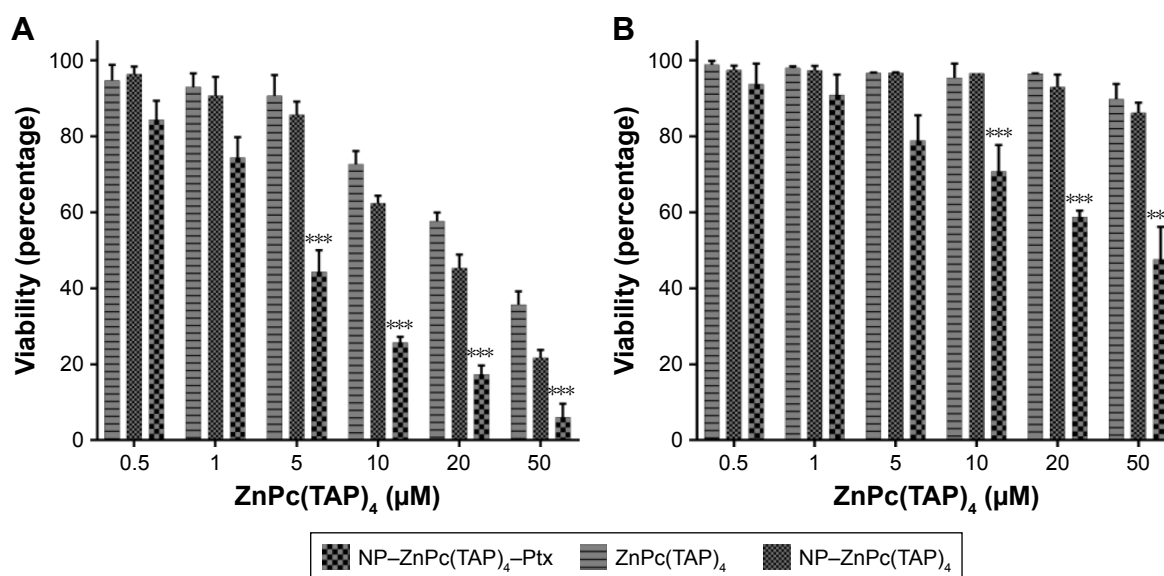 A
Viability (percentage)
100
80
60
40
20
0
***
***
***
***
0.5 1 5 10 20 50
ZnPc(TAP)₄ (µM)
B
Viability (percentage)
100
80
60
40
20
0
***
***
**
0.5 1 5 10 20 50
ZnPc(TAP)₄ (µM)
NP–ZnPc(TAP)₄–Ptx ZnPc(TAP)₄ NP–ZnPc(TAP)₄